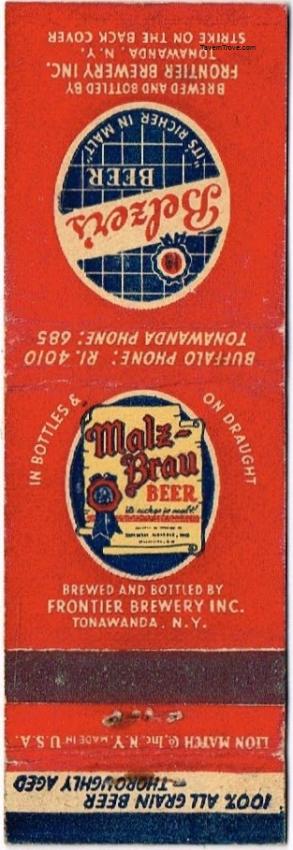 TavernTrove.com
STRIKE ON THE BACK COVER
TONAWANDA, N.Y.
FRONTIER BREWERY INC.
BREWED AND BOTTLED BY
"IT'S RICHER IN MALT"
BEER
Belzer's
TONAWANDA PHONE: 685
BUFFALO PHONE: RI. 4010
IN BOTTLES & ON DRAUGHT
Malz-
Brau
BEER
BREWED AND BOTTLED BY
FRONTIER BREWERY INC.
TONAWANDA, N.Y.
LION MATCH Co, INC. N.Y. MADE IN U.S.A.
100% ALL GRAIN BEER
-THOROUGHLY AGED